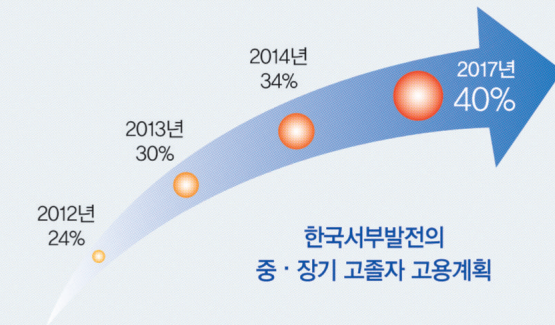 2012년
24%
2013년
30%
2014년
34%
2017년
40%
한국서부발전의
중 · 장기 고졸자 고용계획